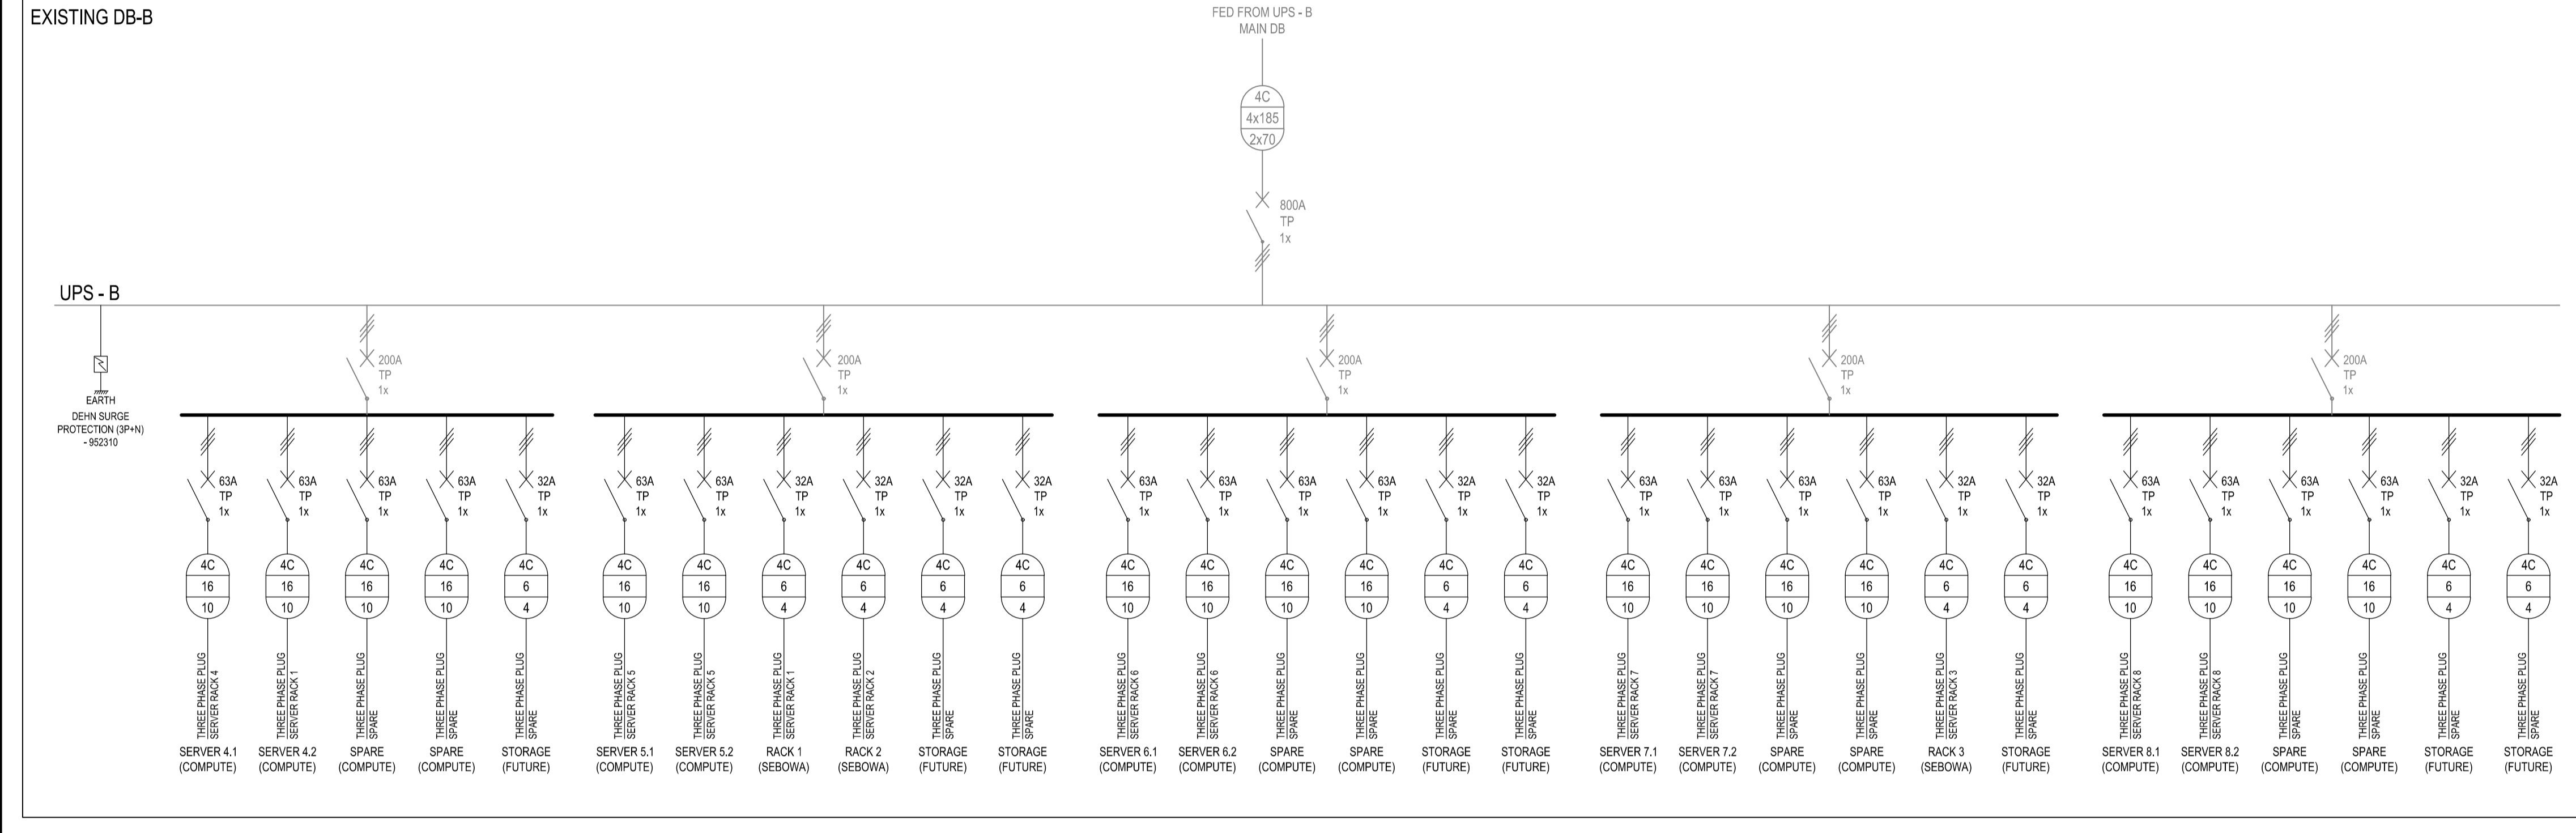 EXISTING DB-B
FED FROM UPS - B
MAIN DB
4C
4x185
2x70
800A
TP
1x
UPS - B
EARTH
DEHN SURGE
PROTECTION (3P+N)
- 952310
200A
TP
1x
200A
TP
1x
200A
TP
1x
200A
TP
1x
200A
TP
1x
63A
TP
1x
4C
16
10
THREE PHASE PLUG
SERVER RACK 4
SERVER 4.1
(COMPUTE)
63A
TP
1x
4C
16
10
THREE PHASE PLUG
SERVER RACK 1
SERVER 4.2
(COMPUTE)
63A
TP
1x
4C
16
10
THREE PHASE PLUG
SPARE
SPARE
(COMPUTE)
63A
TP
1x
4C
16
10
THREE PHASE PLUG
SPARE
SPARE
(COMPUTE)
32A
TP
1x
4C
6
4
THREE PHASE PLUG
SPARE
STORAGE
(FUTURE)
63A
TP
1x
4C
16
10
THREE PHASE PLUG
SERVER RACK 5
SERVER 5.1
(COMPUTE)
63A
TP
1x
4C
16
10
THREE PHASE PLUG
SERVER RACK 5
SERVER 5.2
(COMPUTE)
32A
TP
1x
4C
6
4
THREE PHASE PLUG
SERVER RACK 1
RACK 1
(SEBOWA)
32A
TP
1x
4C
6
4
THREE PHASE PLUG
SERVER RACK 2
RACK 2
(SEBOWA)
32A
TP
1x
4C
6
4
THREE PHASE PLUG
SPARE
STORAGE
(FUTURE)
32A
TP
1x
4C
6
4
THREE PHASE PLUG
SPARE
STORAGE
(FUTURE)
63A
TP
1x
4C
16
10
THREE PHASE PLUG
SERVER RACK 6
SERVER 6.1
(COMPUTE)
63A
TP
1x
4C
16
10
THREE PHASE PLUG
SERVER RACK 6
SERVER 6.2
(COMPUTE)
63A
TP
1x
4C
16
10
THREE PHASE PLUG
SPARE
SPARE
(COMPUTE)
63A
TP
1x
4C
16
10
THREE PHASE PLUG
SPARE
SPARE
(COMPUTE)
32A
TP
1x
4C
6
4
THREE PHASE PLUG
SPARE
STORAGE
(FUTURE)
32A
TP
1x
4C
6
4
THREE PHASE PLUG
SPARE
STORAGE
(FUTURE)
63A
TP
1x
4C
16
10
THREE PHASE PLUG
SERVER RACK 7
SERVER 7.1
(COMPUTE)
63A
TP
1x
4C
16
10
THREE PHASE PLUG
SERVER RACK 7
SERVER 7.2
(COMPUTE)
63A
TP
1x
4C
16
10
THREE PHASE PLUG
SPARE
SPARE
(COMPUTE)
63A
TP
1x
4C
16
10
THREE PHASE PLUG
SPARE
SPARE
(COMPUTE)
32A
TP
1x
4C
6
4
THREE PHASE PLUG
SERVER RACK 3
RACK 3
(SEBOWA)
32A
TP
1x
4C
6
4
THREE PHASE PLUG
SPARE
STORAGE
(FUTURE)
63A
TP
1x
4C
16
10
THREE PHASE PLUG
SERVER RACK 8
SERVER 8.1
(COMPUTE)
63A
TP
1x
4C
16
10
THREE PHASE PLUG
SERVER RACK 8
SERVER 8.2
(COMPUTE)
63A
TP
1x
4C
16
10
THREE PHASE PLUG
SPARE
SPARE
(COMPUTE)
63A
TP
1x
4C
16
10
THREE PHASE PLUG
SPARE
SPARE
(COMPUTE)
32A
TP
1x
4C
6
4
THREE PHASE PLUG
SPARE
STORAGE
(FUTURE)
32A
TP
1x
4C
6
4
THREE PHASE PLUG
SPARE
STORAGE
(FUTURE)